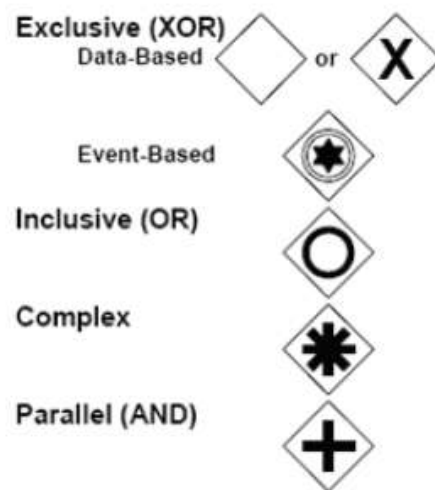 Exclusive (XOR)
Data-Based or X
Event-Based
Inclusive (OR)
Complex
Parallel (AND)